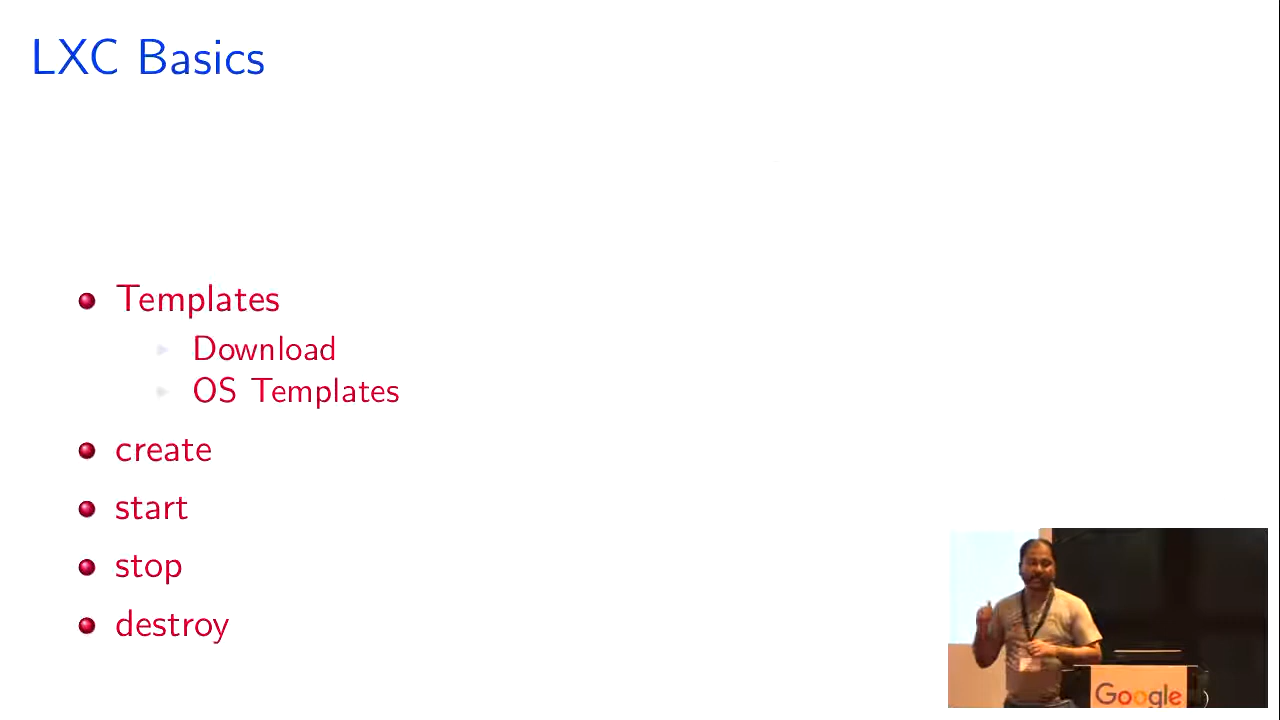 LXC Basics
Templates
Download
OS Templates
create
start
stop
destroy
Google